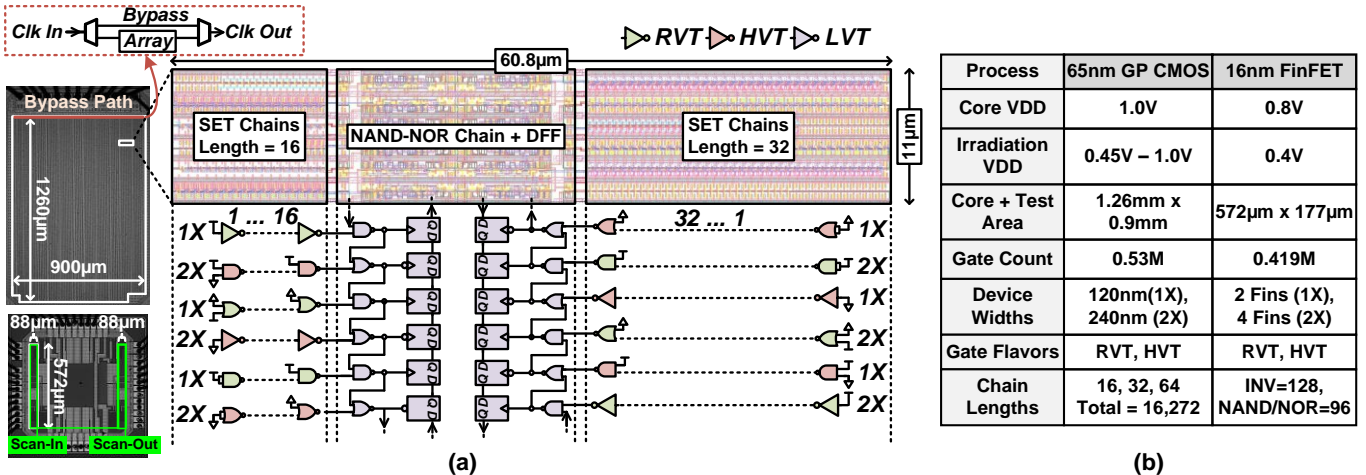 Bypass
Clk In
Array
Clk Out
RVT
HVT
LVT
60.8µm
Bypass Path
1260µm
900µm
SET Chains
Length = 16
NAND-NOR Chain + DFF
SET Chains
Length = 32
11µm
1 ... 16
32 ... 1
1X
2X
1X
2X
1X
2X
Q D
Q D
Q D
Q D
Q D
Q D
Q D
Q D
Q D
Q D
Q D
Q D
1X
2X
1X
2X
1X
2X
88µm
88µm
572µm
Scan-In
Scan-Out
(a)
Process 65nm GP CMOS 16nm FinFET
Core VDD 1.0V 0.8V
Irradiation
VDD 0.45V – 1.0V 0.4V
Core + Test
Area 1.26mm x
0.9mm 572µm x 177µm
Gate Count 0.53M 0.419M
Device
Widths 120nm(1X),
240nm (2X) 2 Fins (1X),
4 Fins (2X)
Gate Flavors RVT, HVT RVT, HVT
Chain
Lengths 16, 32, 64
Total = 16,272 INV=128,
NAND/NOR=96
(b)